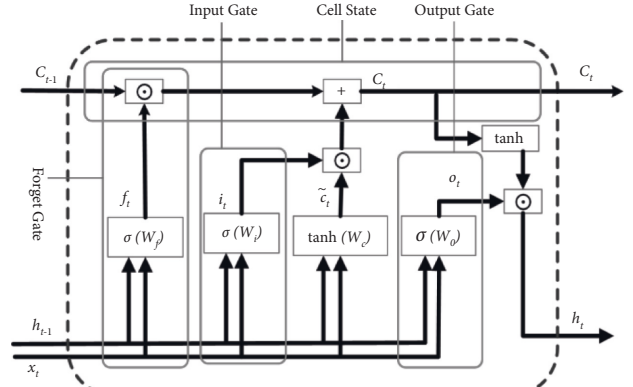 Input Gate
Cell State
Output Gate
C_{t-1}
⊙
+
C_t
C_t
tanh
Forget Gate
f_t
i_t
⊙
c̃_t
o_t
⊙
σ (W_f)
σ (W_i)
tanh (W_c)
σ (W_0)
h_{t-1}
h_t
x_t